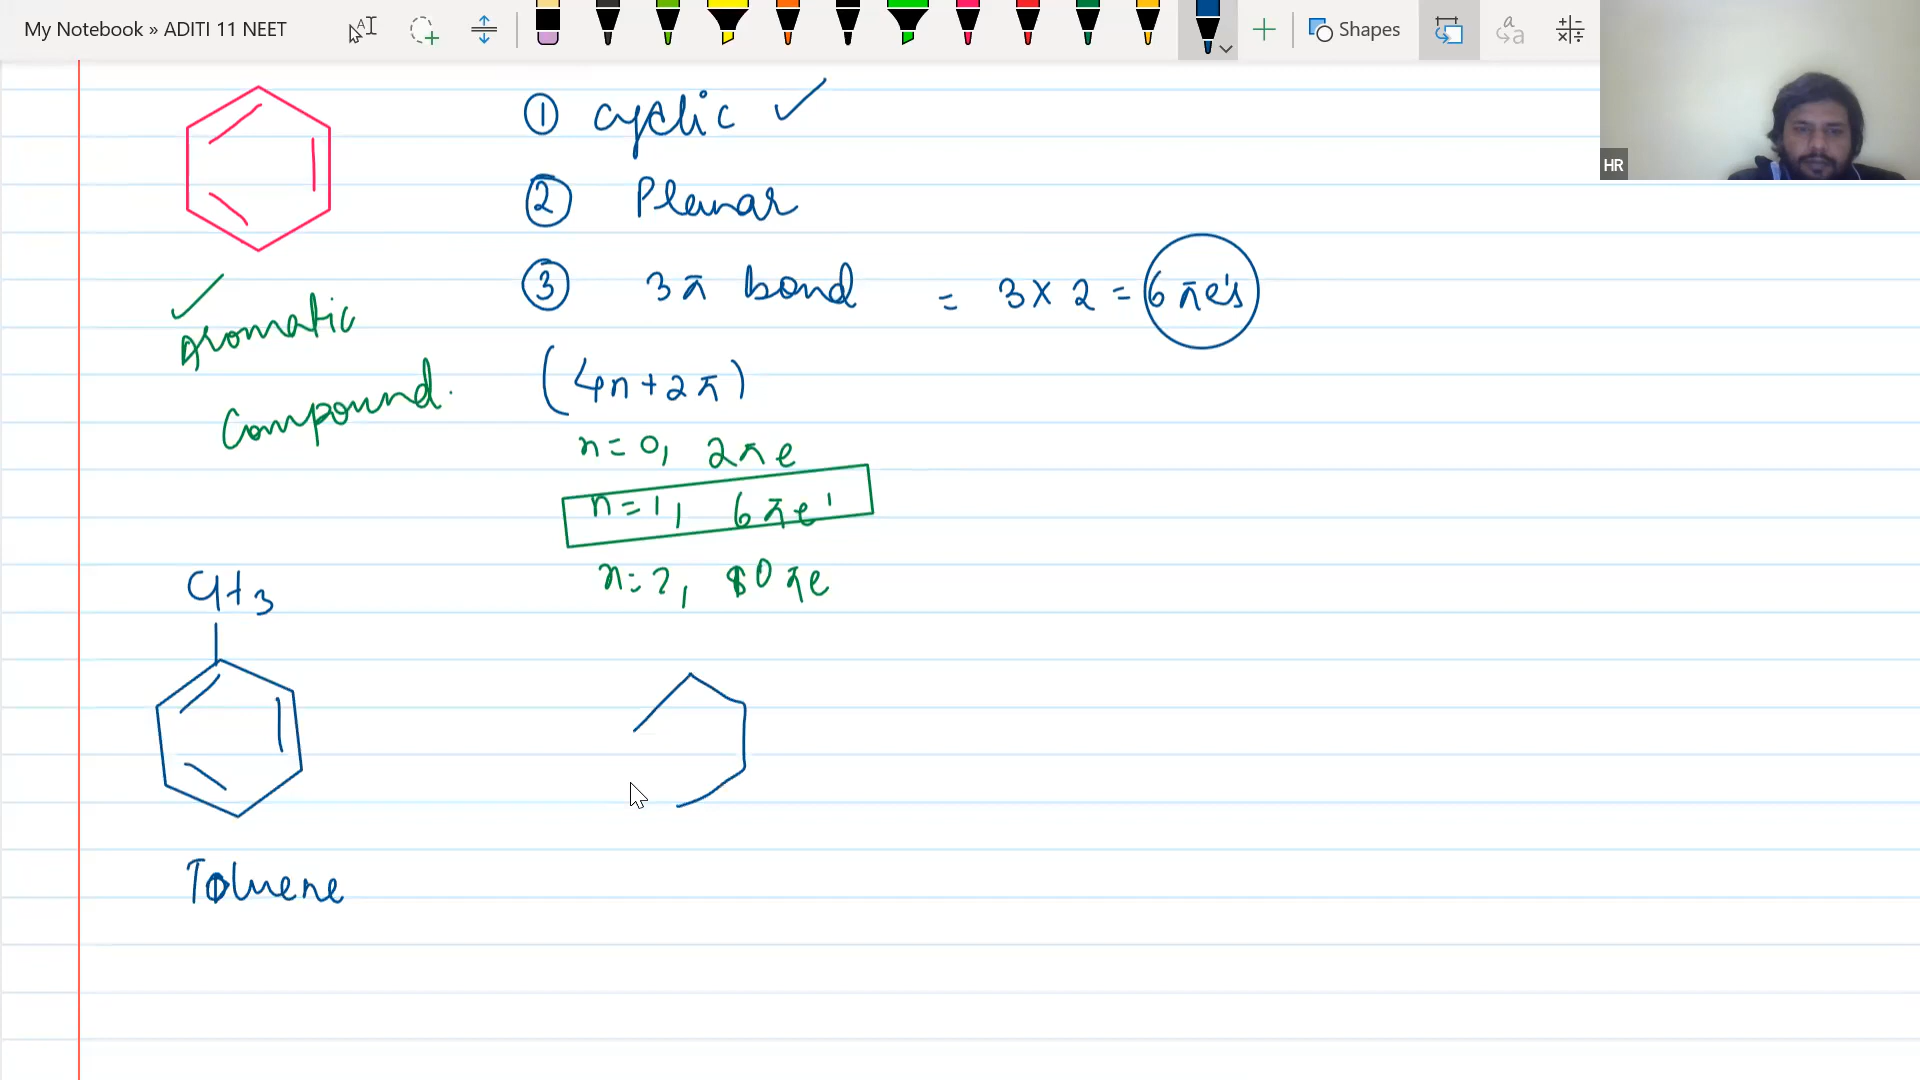 My Notebook » ADITI 11 NEET
Shapes
HR
① cyclic ✓
② Planar
③ 3π bond = 3 × 2 = 6 πe's
✓
Aromatic
Compound.
(4n+2π)
n=0, 2πe
n=1, 6πe'
n=2, 10πe
CH3
Toluene